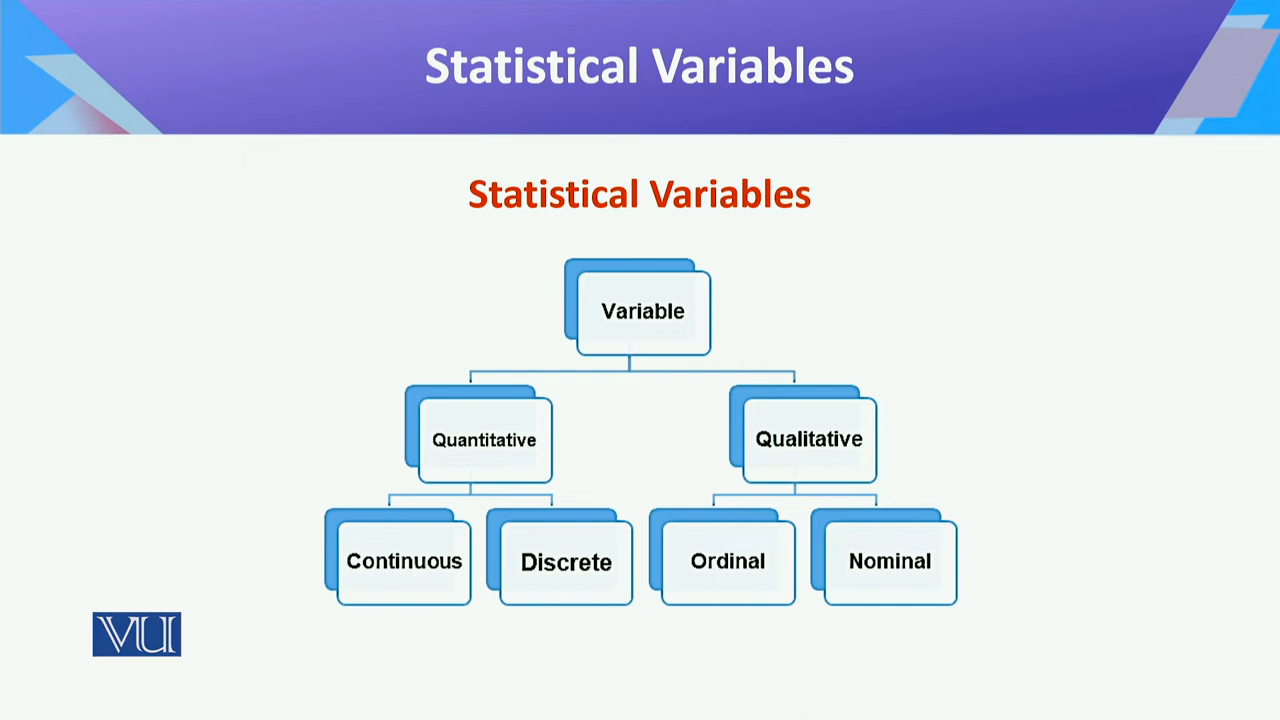 Statistical Variables
Statistical Variables
Variable
Quantitative
Qualitative
Continuous
Discrete
Ordinal
Nominal
VU